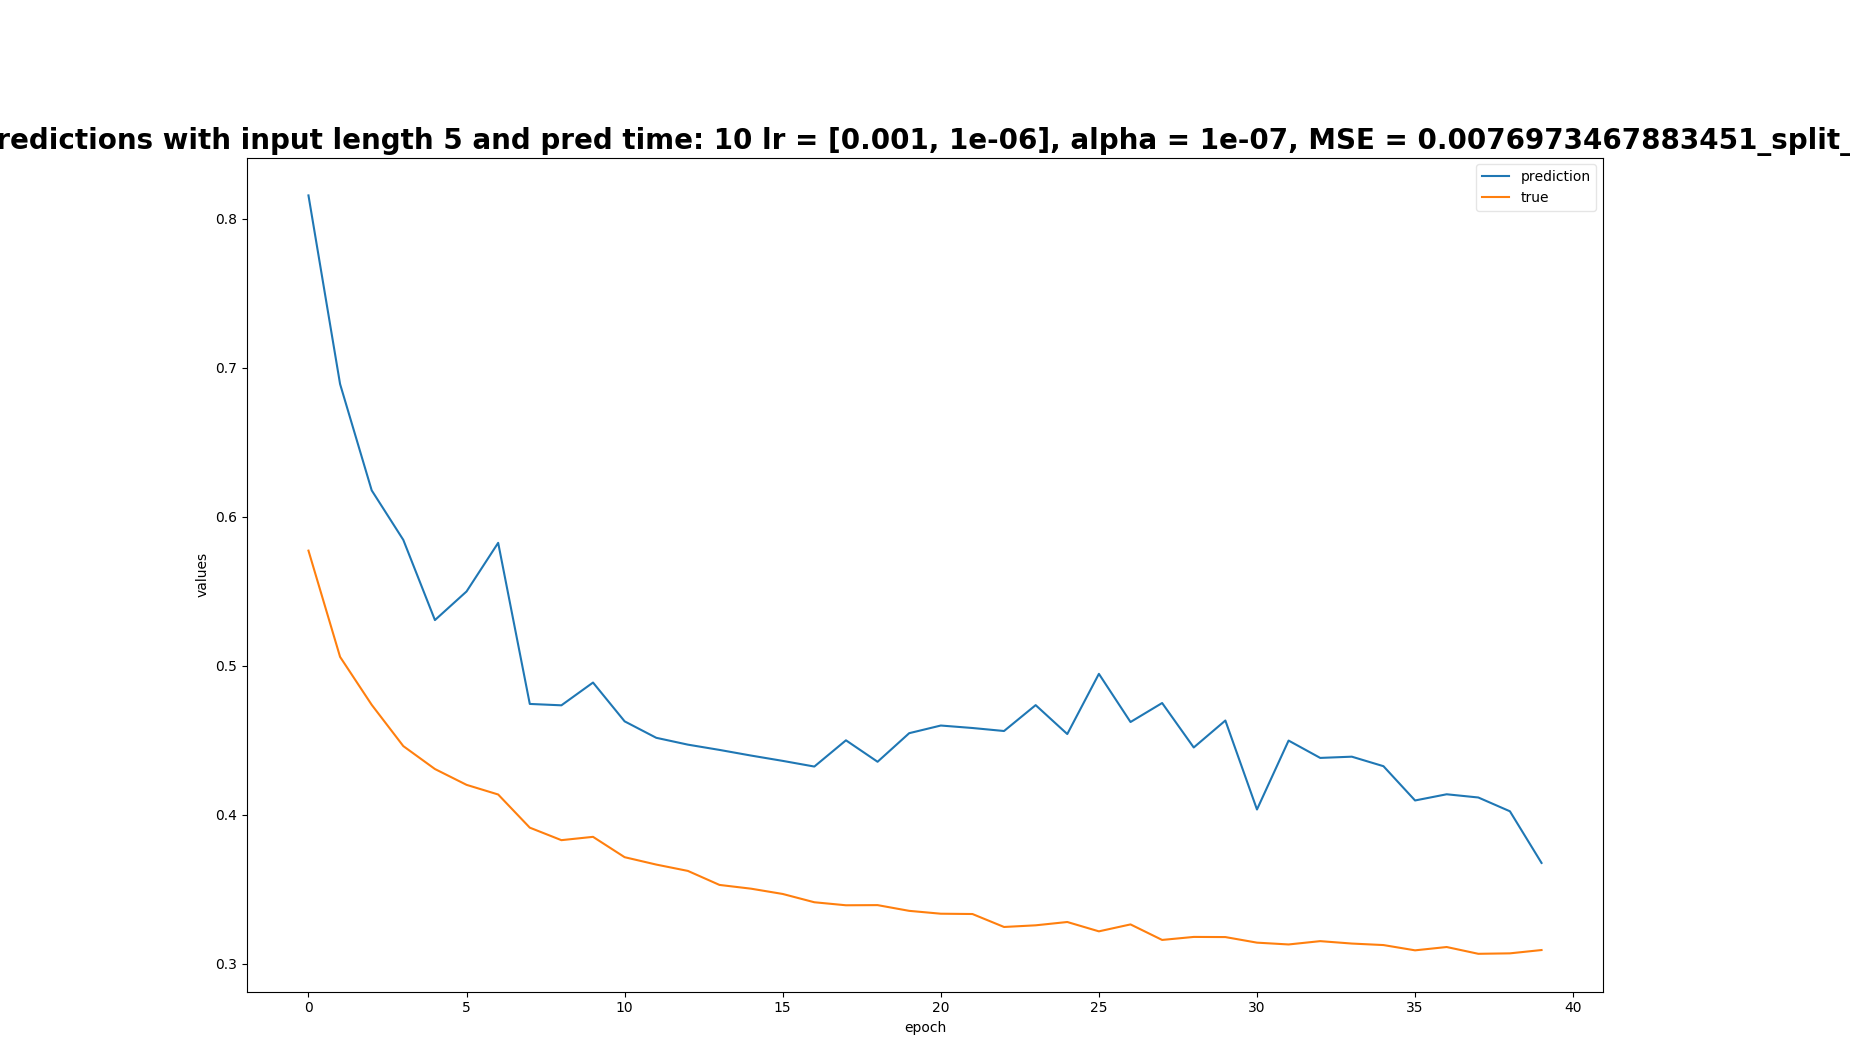 redictions with input length 5 and pred time: 10 lr = [0.001, 1e-06], alpha = 1e-07, MSE = 0.0076973467883451_split_
prediction
true
0.8
0.7
0.6
0.5
0.4
0.3
values
0 5 10 15 20 25 30 35 40
epoch